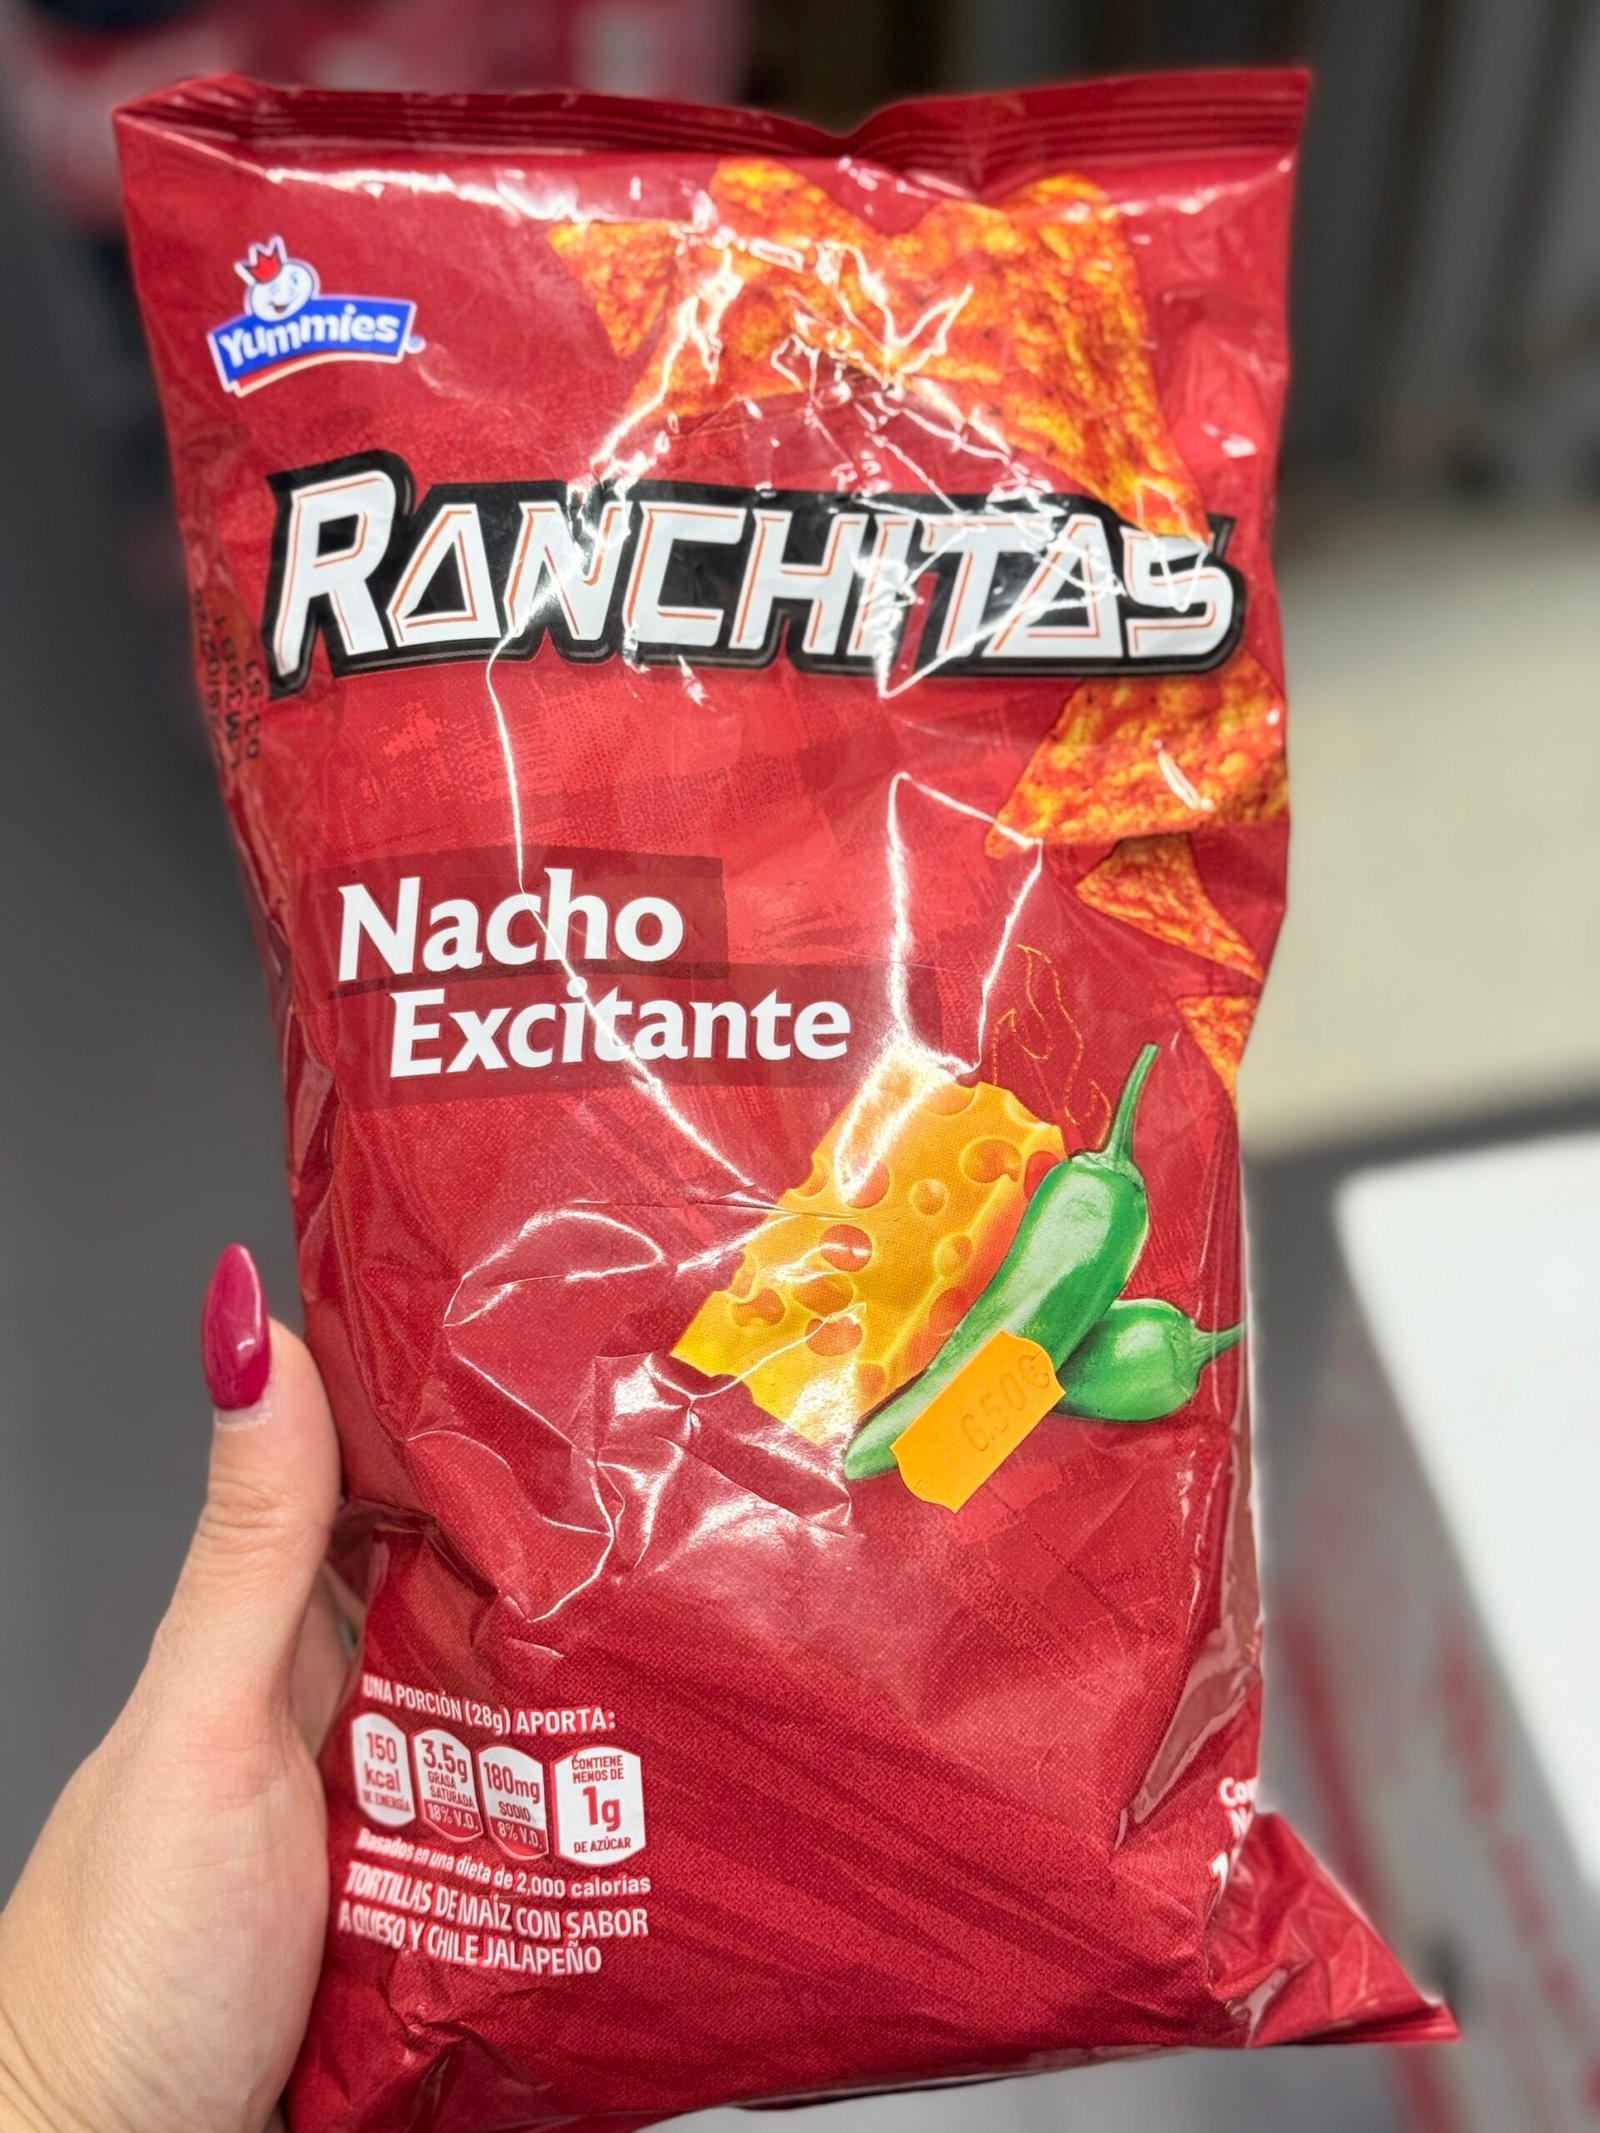 Yummies
RANCHITAS
Nacho
Excitante
6.50€
UNA PORCIÓN (28g) APORTA:
150
kcal
DE ENERGÍA
3.5g
GRASA
SATURADA
18% V.D.
180mg
SODIO
8% V.D.
CONTIENE
MENOS DE
1g
DE AZÚCAR
Basados en una dieta de 2,000 calorías
TORTILLAS DE MAÍZ CON SABOR
A QUESO Y CHILE JALAPEÑO